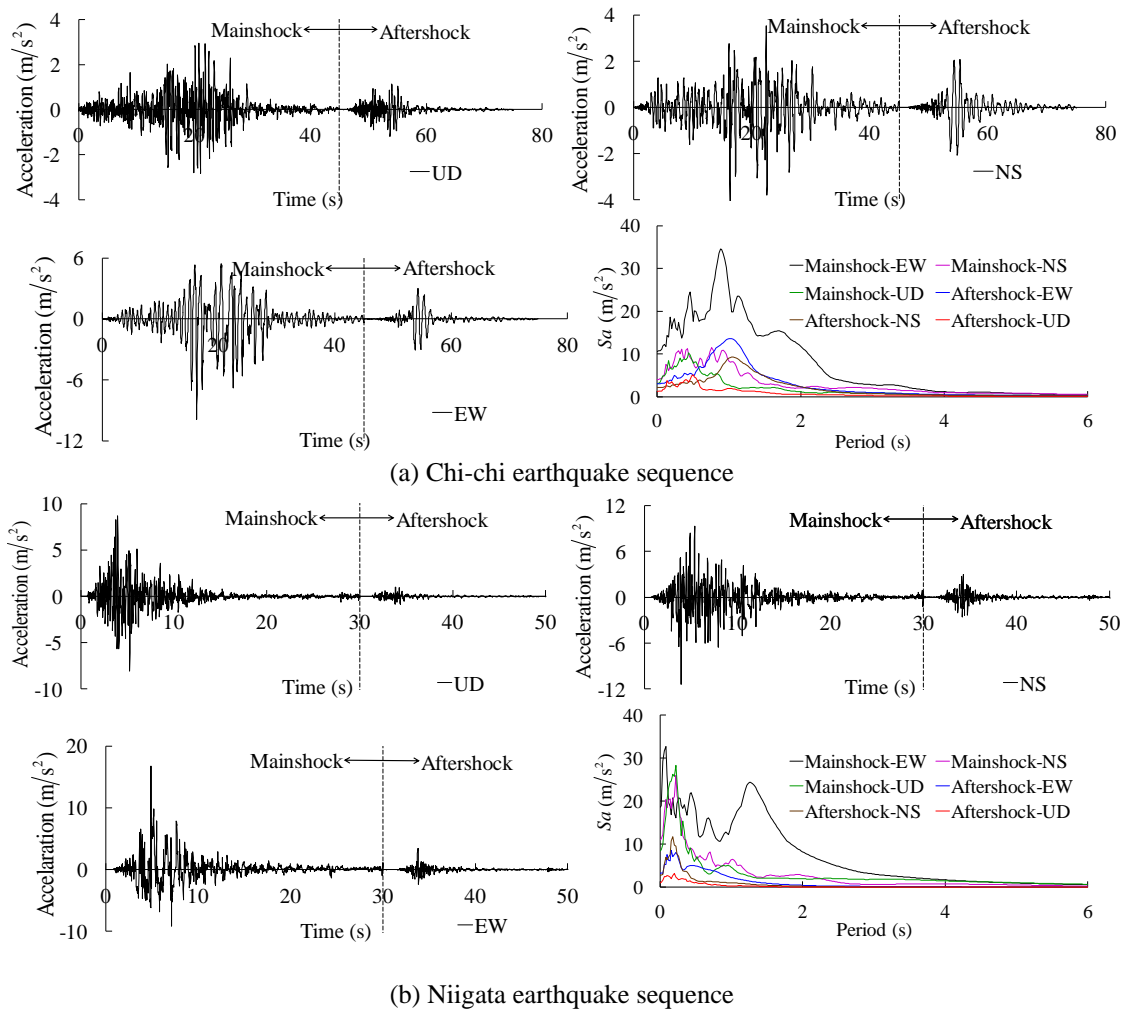 Mainshock Aftershock
Acceleration (m/s²)
4
2
0
-2
-4
0 20 40 60 80
UD
Time (s)
Mainshock Aftershock
Acceleration (m/s²)
4
2
0
-2
-4
0 20 40 60 80
NS
Time (s)
Mainshock Aftershock
Acceleration (m/s²)
6
0
-6
-12
0 20 40 60 80
EW
Time (s)
Sa (m/s²)
40
30
20
10
0
Mainshock-EW Mainshock-NS
Mainshock-UD Aftershock-EW
Aftershock-NS Aftershock-UD
0 2 4 6
Period (s)
(a) Chi-chi earthquake sequence
Mainshock Aftershock
Acceleration (m/s²)
10
5
0
-5
-10
0 10 20 30 40 50
Time (s)
UD
Mainshock Aftershock
Acceleration (m/s²)
12
6
0
-6
-12
0 10 20 30 40 50
Time (s)
NS
Mainshock Aftershock
Accelaration (m/s²)
20
10
0
-10
0 10 20 30 40 50
Time (s)
EW
Sa (m/s²)
40
30
20
10
0
Mainshock-EW Mainshock-NS
Mainshock-UD Aftershock-EW
Aftershock-NS Aftershock-UD
0 2 4 6
Period (s)
(b) Niigata earthquake sequence